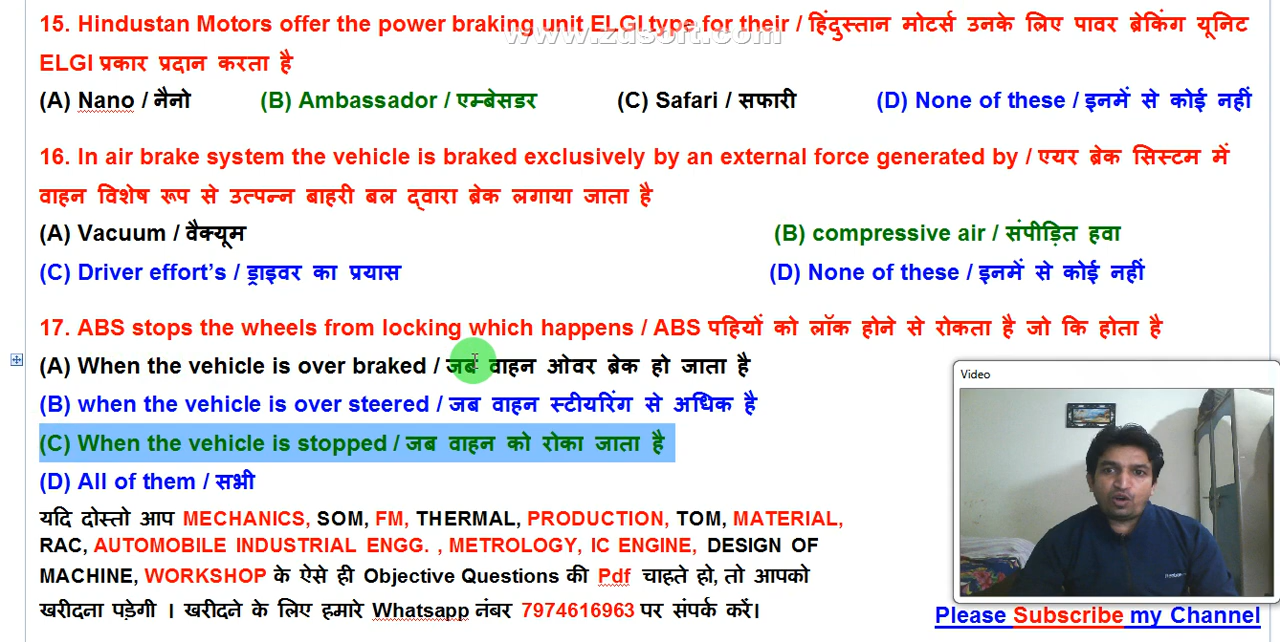 15. Hindustan Motors offer the power braking unit ELGI type for their / हिंदुस्तान मोटर्स उनके लिए पावर ब्रेकिंग यूनिट
www.zdsoft.com
ELGI प्रकार प्रदान करता है
(A) Nano / नैनो (B) Ambassador / एम्बेसडर (C) Safari / सफारी (D) None of these / इनमें से कोई नहीं
16. In air brake system the vehicle is braked exclusively by an external force generated by / एयर ब्रेक सिस्टम में
वाहन विशेष रूप से उत्पन्न बाहरी बल द्वारा ब्रेक लगाया जाता है
(A) Vacuum / वैक्यूम (B) compressive air / संपीड़ित हवा
(C) Driver effort’s / ड्राइवर का प्रयास (D) None of these / इनमें से कोई नहीं
17. ABS stops the wheels from locking which happens / ABS पहियों को लॉक होने से रोकता है जो कि होता है
(A) When the vehicle is over braked / जब वाहन ओवर ब्रेक हो जाता है
(B) when the vehicle is over steered / जब वाहन स्टीयरिंग से अधिक है
(C) When the vehicle is stopped / जब वाहन को रोका जाता है
(D) All of them / सभी
यदि दोस्तो आप MECHANICS, SOM, FM, THERMAL, PRODUCTION, TOM, MATERIAL,
RAC, AUTOMOBILE INDUSTRIAL ENGG. , METROLOGY, IC ENGINE, DESIGN OF
MACHINE, WORKSHOP के ऐसे ही Objective Questions की Pdf चाहते हो, तो आपको
खरीदना पड़ेगी । खरीदने के लिए हमारे Whatsapp नंबर 7974616963 पर संपर्क करें।
Video
Please Subscribe my Channel